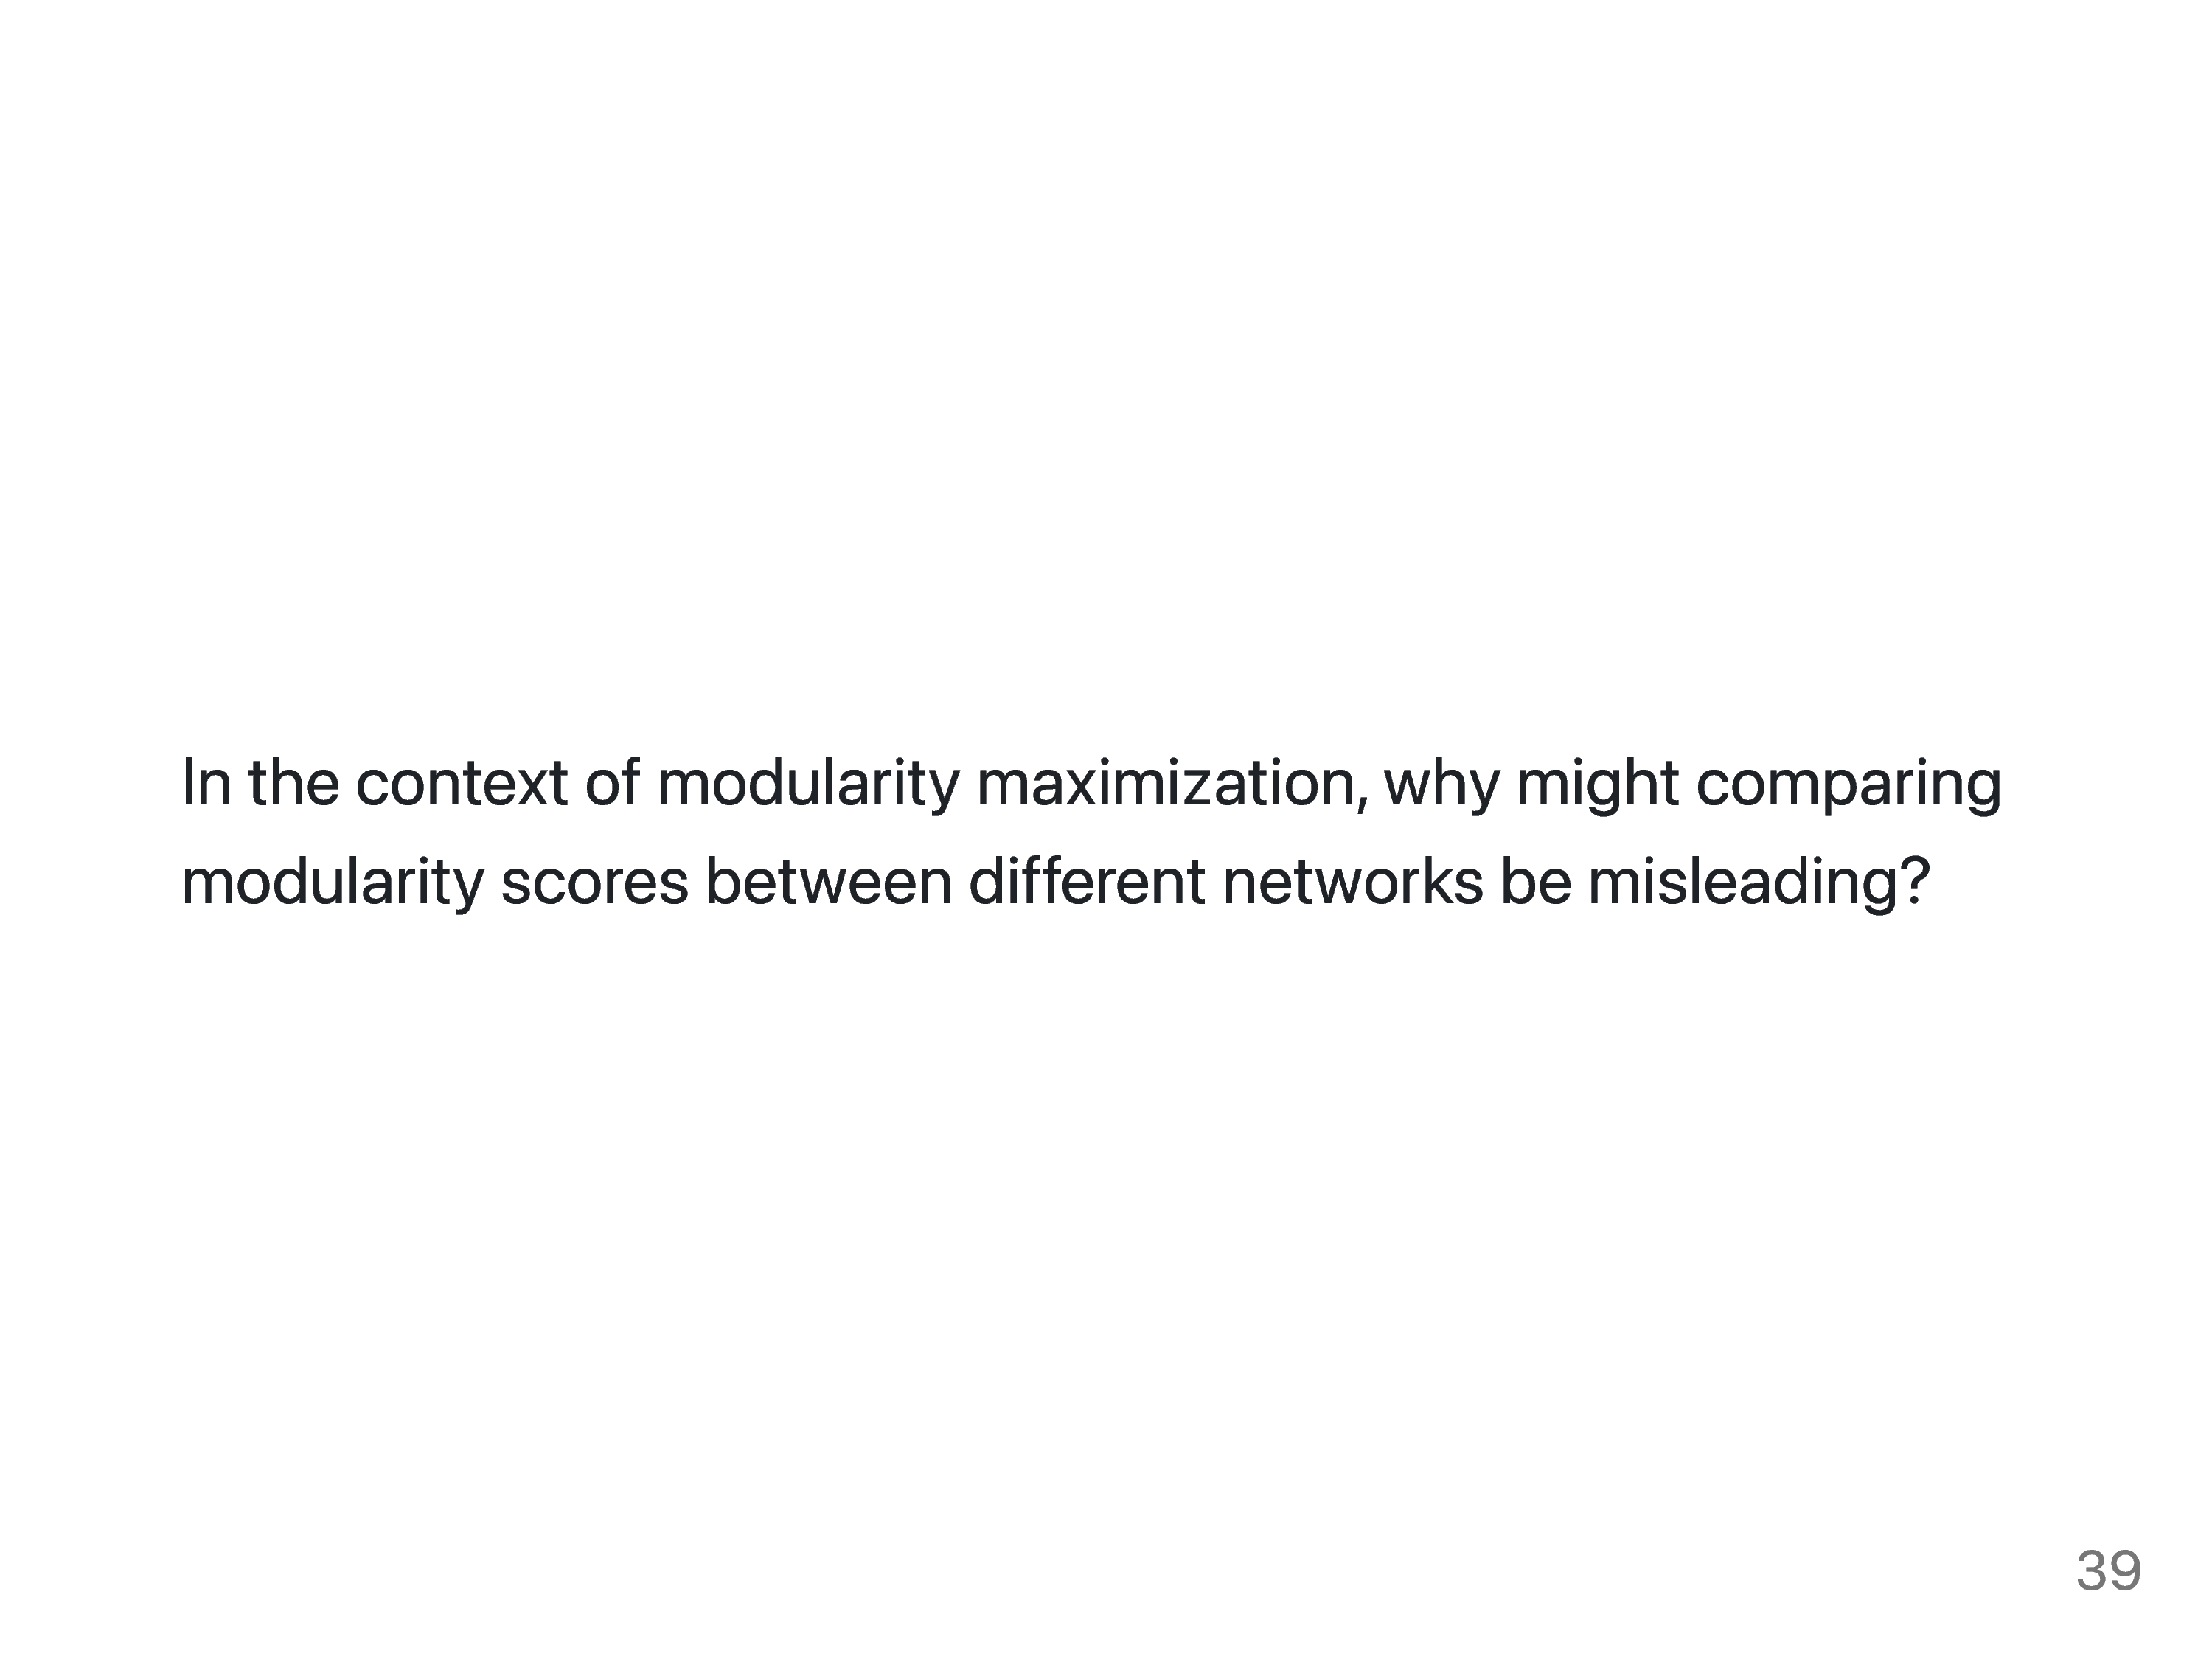 In the context of modularity maximization, why might comparing
modularity scores between different networks be misleading?
39